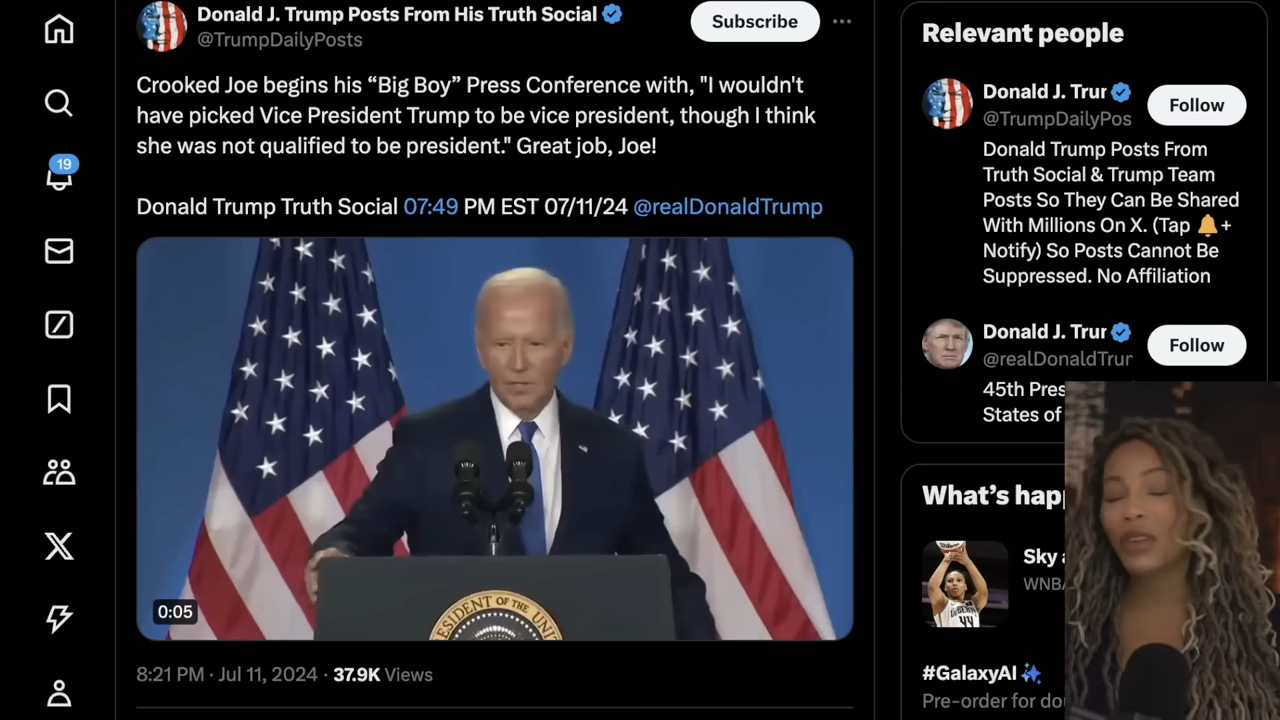 Donald J. Trump Posts From His Truth Social
@TrumpDailyPosts
Subscribe
Crooked Joe begins his “Big Boy” Press Conference with, "I wouldn't
have picked Vice President Trump to be vice president, though I think
she was not qualified to be president." Great job, Joe!
Donald Trump Truth Social 07:49 PM EST 07/11/24 @realDonaldTrump
0:05
8:21 PM · Jul 11, 2024 · 37.9K Views
19
Relevant people
Donald J. Trur
@TrumpDailyPos
Follow
Donald Trump Posts From
Truth Social & Trump Team
Posts So They Can Be Shared
With Millions On X. (Tap 🔔+
Notify) So Posts Cannot Be
Suppressed. No Affiliation
Donald J. Trur
@realDonaldTrur
Follow
45th Pres
States of
What’s hap
Sky a
WNBA
#GalaxyAI
Pre-order for dou
44